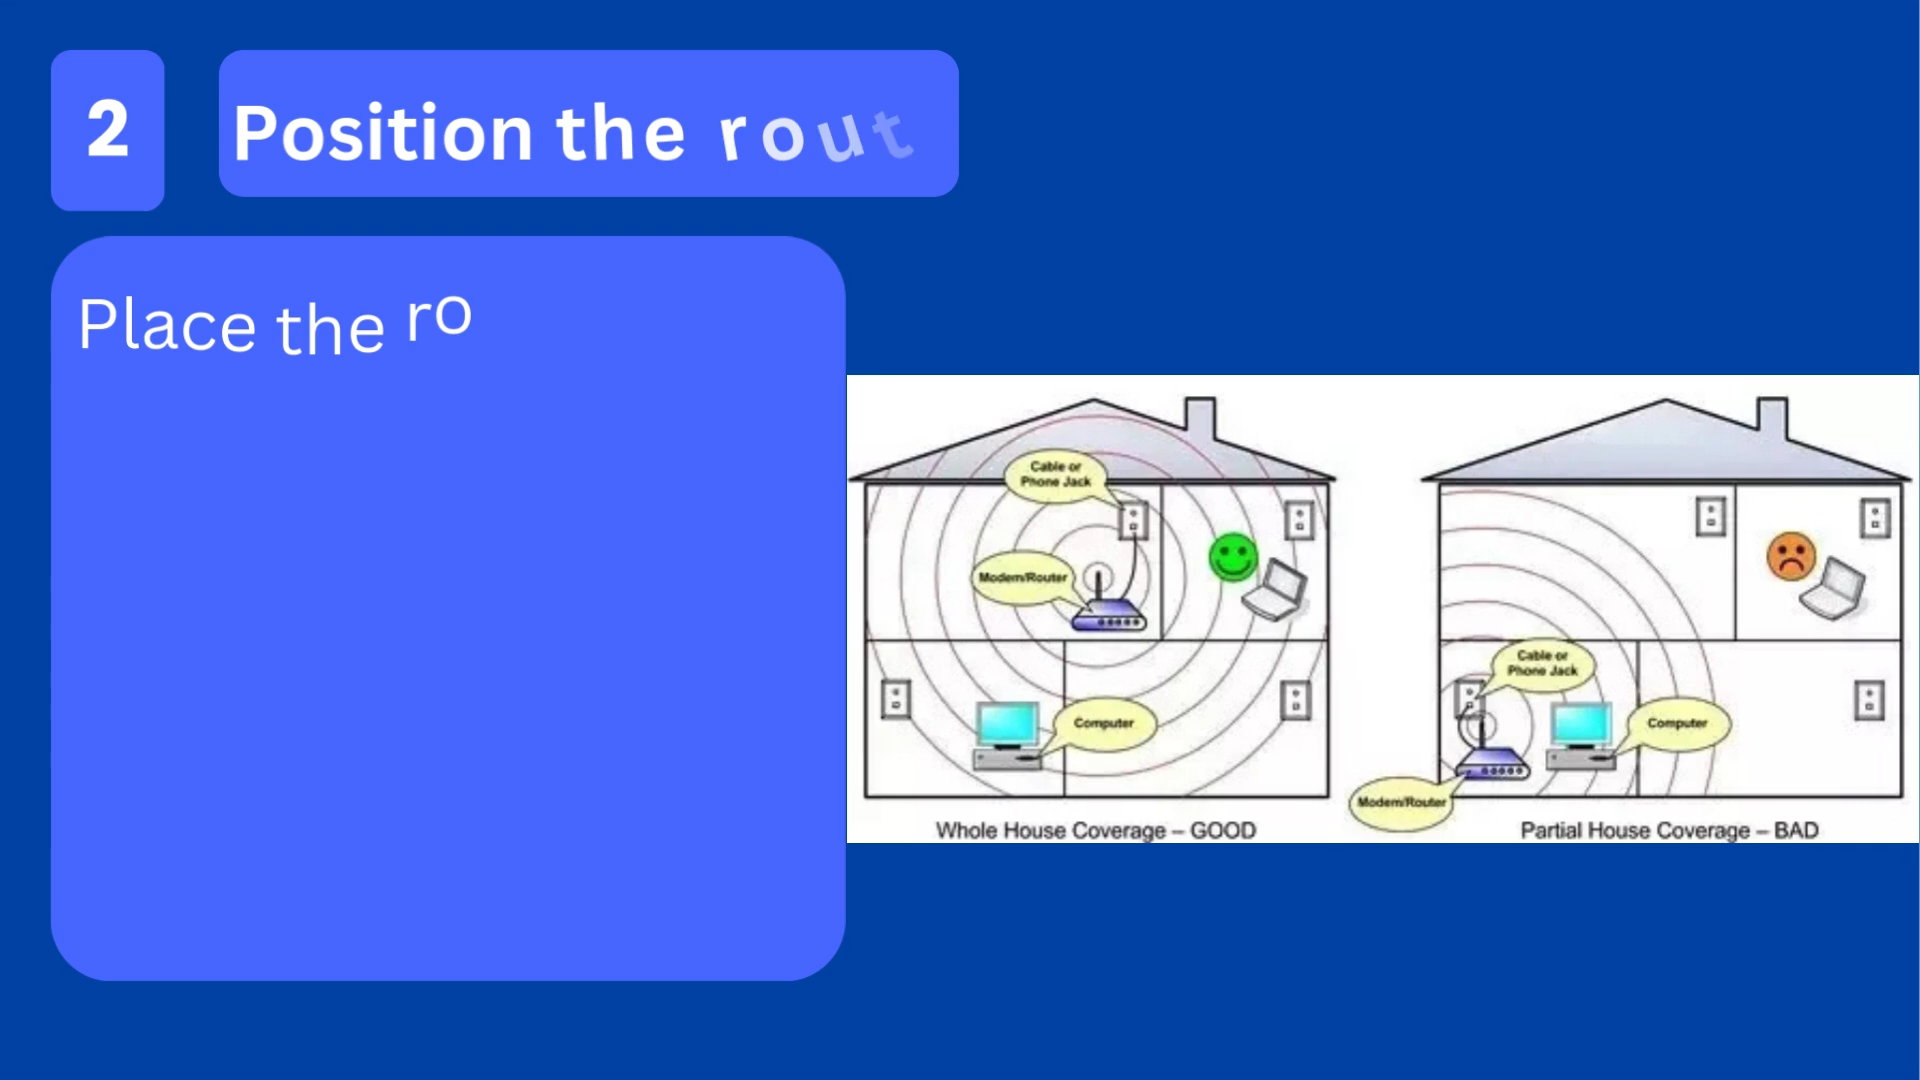 2
Position the rout
Place the ro
Cable or
Phone Jack
Modem/Router
Computer
Whole House Coverage – GOOD
Cable or
Phone Jack
Computer
Modem/Router
Partial House Coverage – BAD